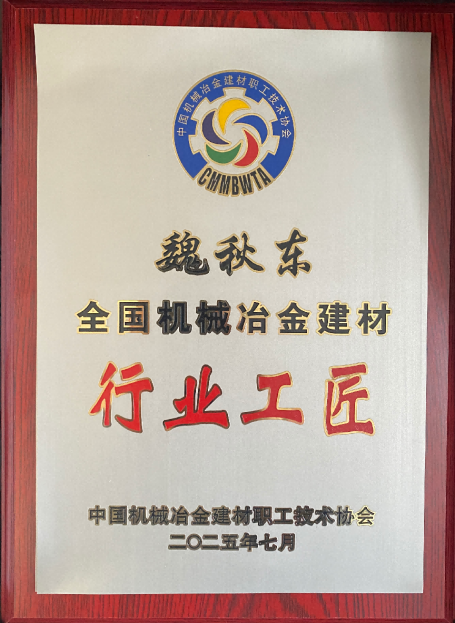 中国机械冶金建材职工技术协会
CMMBWTA
魏秋东
全国机械冶金建材
行业工匠
中国机械冶金建材职工技术协会
二〇二五年七月